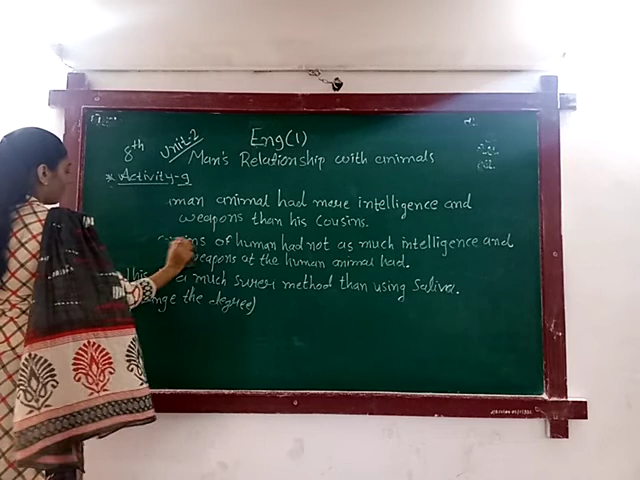 Eng(1)
8th Unit-2
Man's Relationship with animals
* Activity-9
man animal had more intelligence and
weapons than his cousins.
of human had not as much intelligence and
weapons at the human animal had.
This a much surer method than using Saliva.
the degree)